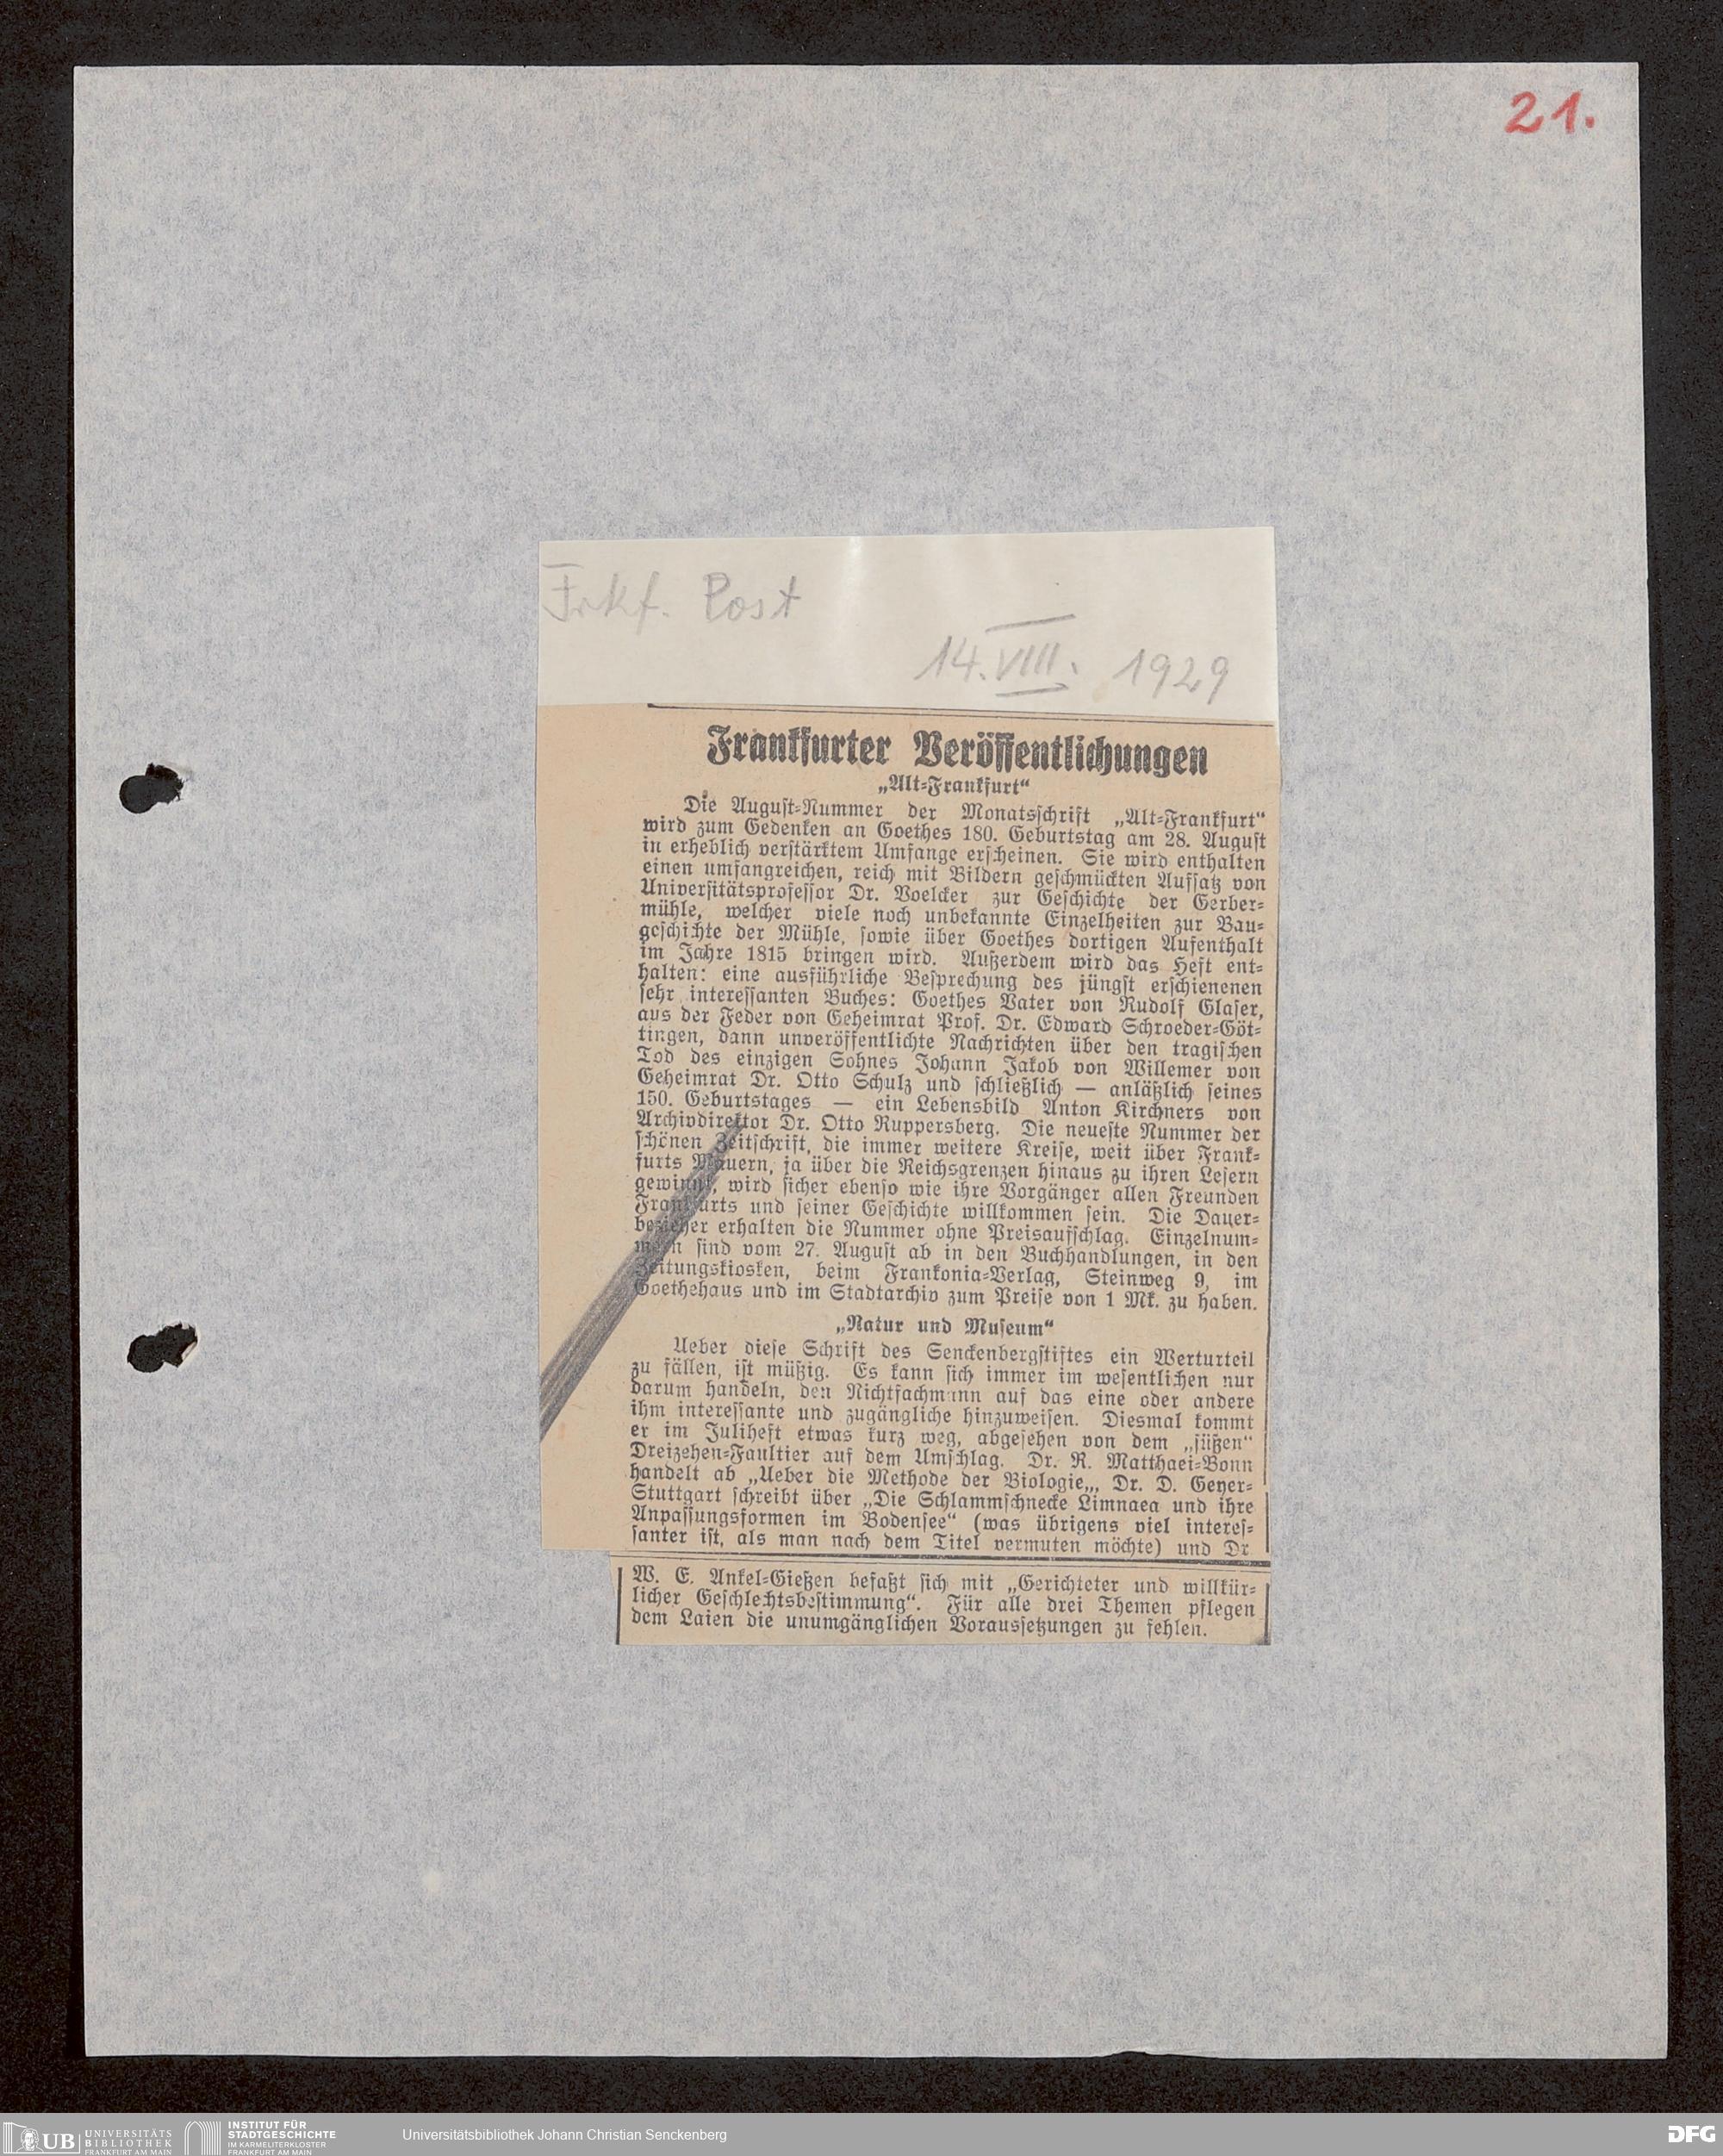 21.
Frkf. Post
14. VIII. 1929
Frankfurter Veröffentlichungen
„Alt-Frankfurt“
Die August-Nummer der Monatsschrift „Alt-Frankfurt“
wird zum Gedenken an Goethes 180. Geburtstag am 28. August
in erheblich verstärktem Umfange erscheinen. Sie wird enthalten
einen umfangreichen, reich mit Bildern geschmückten Aufsatz von
Universitätsprofessor Dr. Voelcker zur Geschichte der Gerber-
mühle, welcher viele noch unbekannte Einzelheiten zur Bau-
geschichte der Mühle, sowie über Goethes dortigen Aufenthalt
im Jahre 1815 bringen wird. Außerdem wird das Heft ent-
halten: eine ausführliche Besprechung des jüngst erschienenen
sehr interessanten Buches: Goethes Vater von Rudolf Glaser,
aus der Feder von Geheimrat Prof. Dr. Edward Schroeder-Göt-
tingen, dann unveröffentlichte Nachrichten über den tragischen
Tod des einzigen Sohnes Johann Jakob von Willemer von
Geheimrat Dr. Otto Schulz und schließlich — anläßlich seines
150. Geburtstages — ein Lebensbild Anton Kirchners von
Archivdirektor Dr. Otto Ruppersberg. Die neueste Nummer der
schönen Zeitschrift, die immer weitere Kreise, weit über Frank-
furts Mauern, ja über die Reichsgrenzen hinaus zu ihren Lesern
gewinnt, wird sicher ebenso wie ihre Vorgänger allen Freunden
Frankfurts und seiner Geschichte willkommen sein. Die Dauer-
bezieher erhalten die Nummer ohne Preisaufschlag. Einzelnum-
mern sind vom 27. August ab in den Buchhandlungen, in den
Zeitungskiosken, beim Frankonia-Verlag, Steinweg 9, im
Goethehaus und im Stadtarchiv zum Preise von 1 Mk. zu haben.
„Natur und Museum“
Ueber diese Schrift des Senckenbergstiftes ein Werturteil
zu fällen, ist müßig. Es kann sich immer im wesentlichen nur
darum handeln, den Nichtfachmann auf das eine oder andere
ihm interessante und zugängliche hinzuweisen. Diesmal kommt
er im Juliheft etwas kurz weg, abgesehen von dem „süßen“
Dreizehen-Faultier auf dem Umschlag. Dr. R. Matthaei-Bonn
handelt ab „Ueber die Methode der Biologie„, Dr. D. Geyer-
Stuttgart schreibt über „Die Schlammschnecke Limnaea und ihre
Anpassungsformen im Bodensee“ (was übrigens viel interes-
santer ist, als man nach dem Titel vermuten möchte) und Dr
W. E. Ankel-Gießen befaßt sich mit „Gerichteter und willkür-
licher Geschlechtsbestimmung“. Für alle drei Themen pflegen
dem Laien die unumgänglichen Voraussetzungen zu fehlen.
UB UNIVERSITÄTS
BIBLIOTHEK
FRANKFURT AM MAIN
INSTITUT FÜR
STADTGESCHICHTE
IM KARMELITERKLOSTER
FRANKFURT AM MAIN
Universitätsbibliothek Johann Christian Senckenberg
DFG